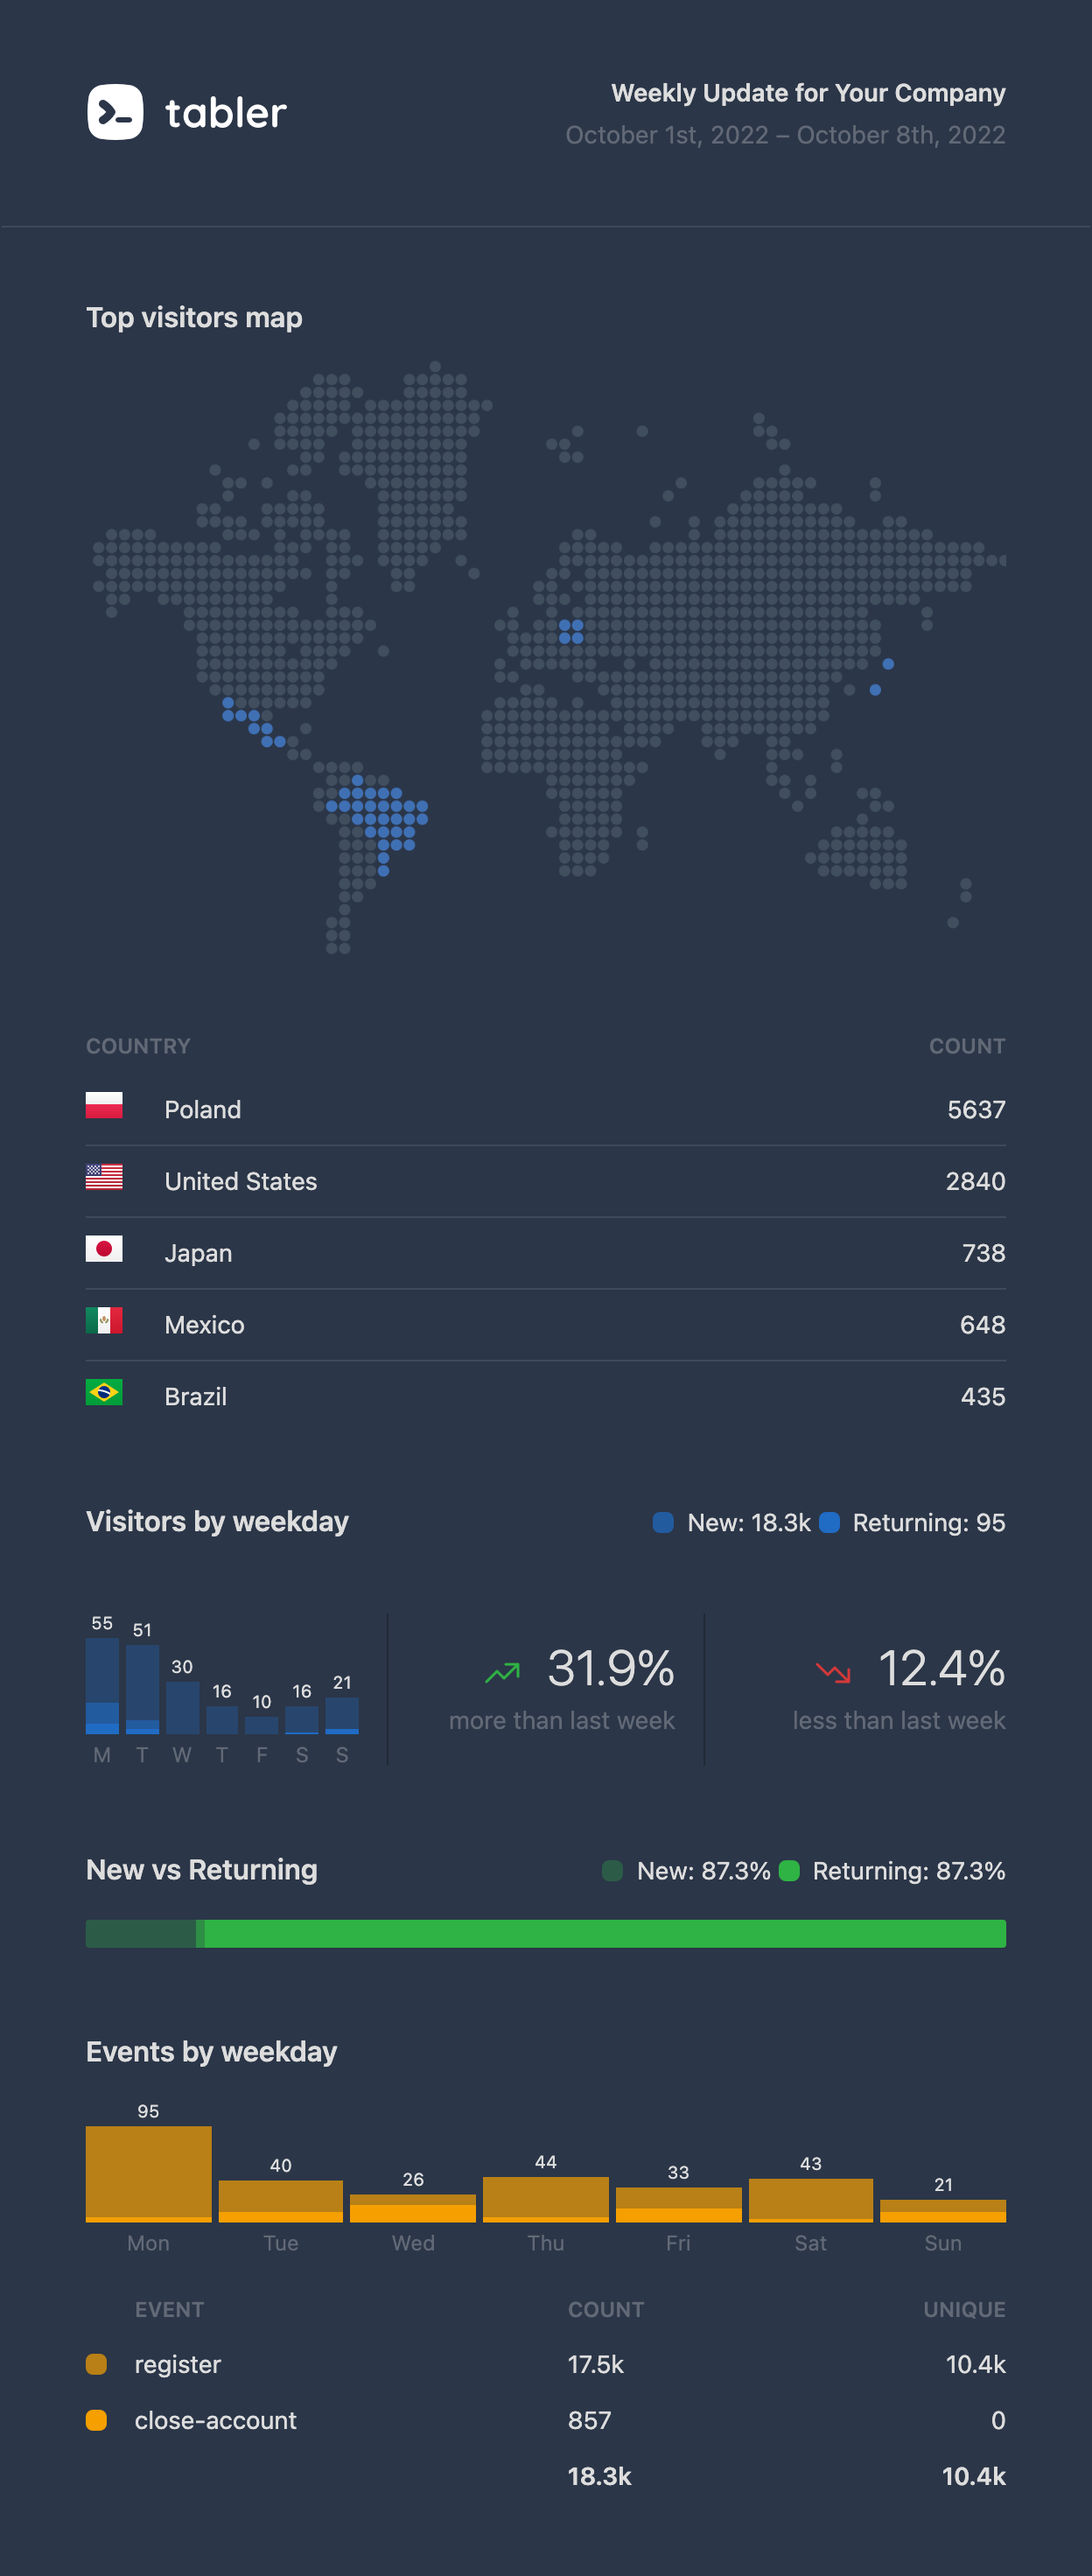 tabler
Weekly Update for Your Company
October 1st, 2022 – October 8th, 2022
Top visitors map
COUNTRY COUNT
Poland 5637
United States 2840
Japan 738
Mexico 648
Brazil 435
Visitors by weekday New: 18.3k Returning: 95
55 51 30 16 10 16 21
M T W T F S S
31.9%
more than last week
12.4%
less than last week
New vs Returning New: 87.3% Returning: 87.3%
Events by weekday
95 40 26 44 33 43 21
Mon Tue Wed Thu Fri Sat Sun
EVENT COUNT UNIQUE
register 17.5k 10.4k
close-account 857 0
18.3k 10.4k